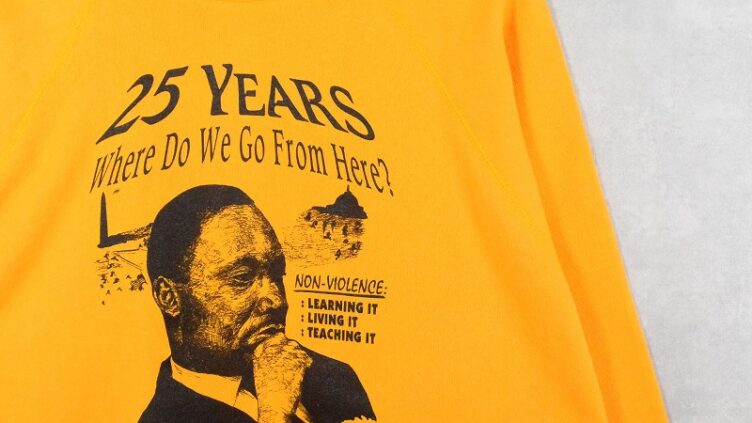 25 YEARS
Where Do We Go From Here?
NON-VIOLENCE:
: LEARNING IT
: LIVING IT
: TEACHING IT